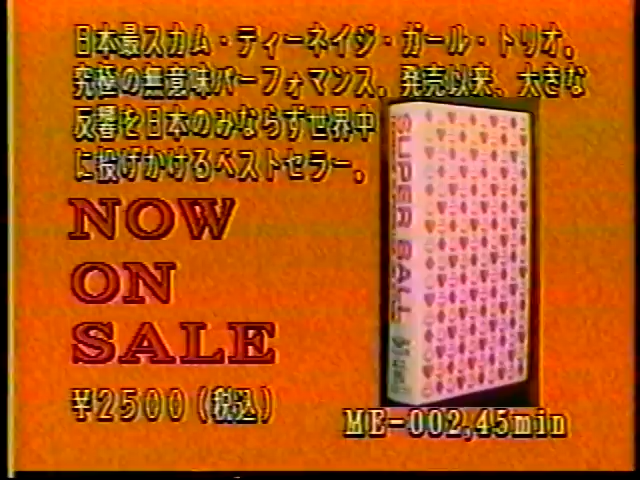 日本最スカム・ティーネイジ・ガール・トリオ。
究極の無意味パーフォマンス。発売以来、大きな
反響を日本のみならず世界中
に投げかけるベストセラー。
NOW
ON
SALE
¥2500(税込)
SUPER BALL
ME-002,45min